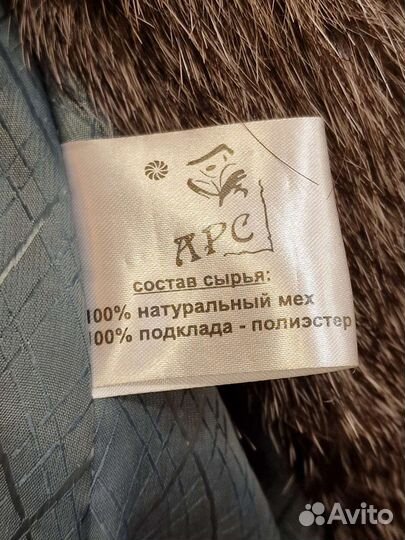 АРС
состав сырья:
100% натуральный мех
100% подклада - полиэстер
Avito